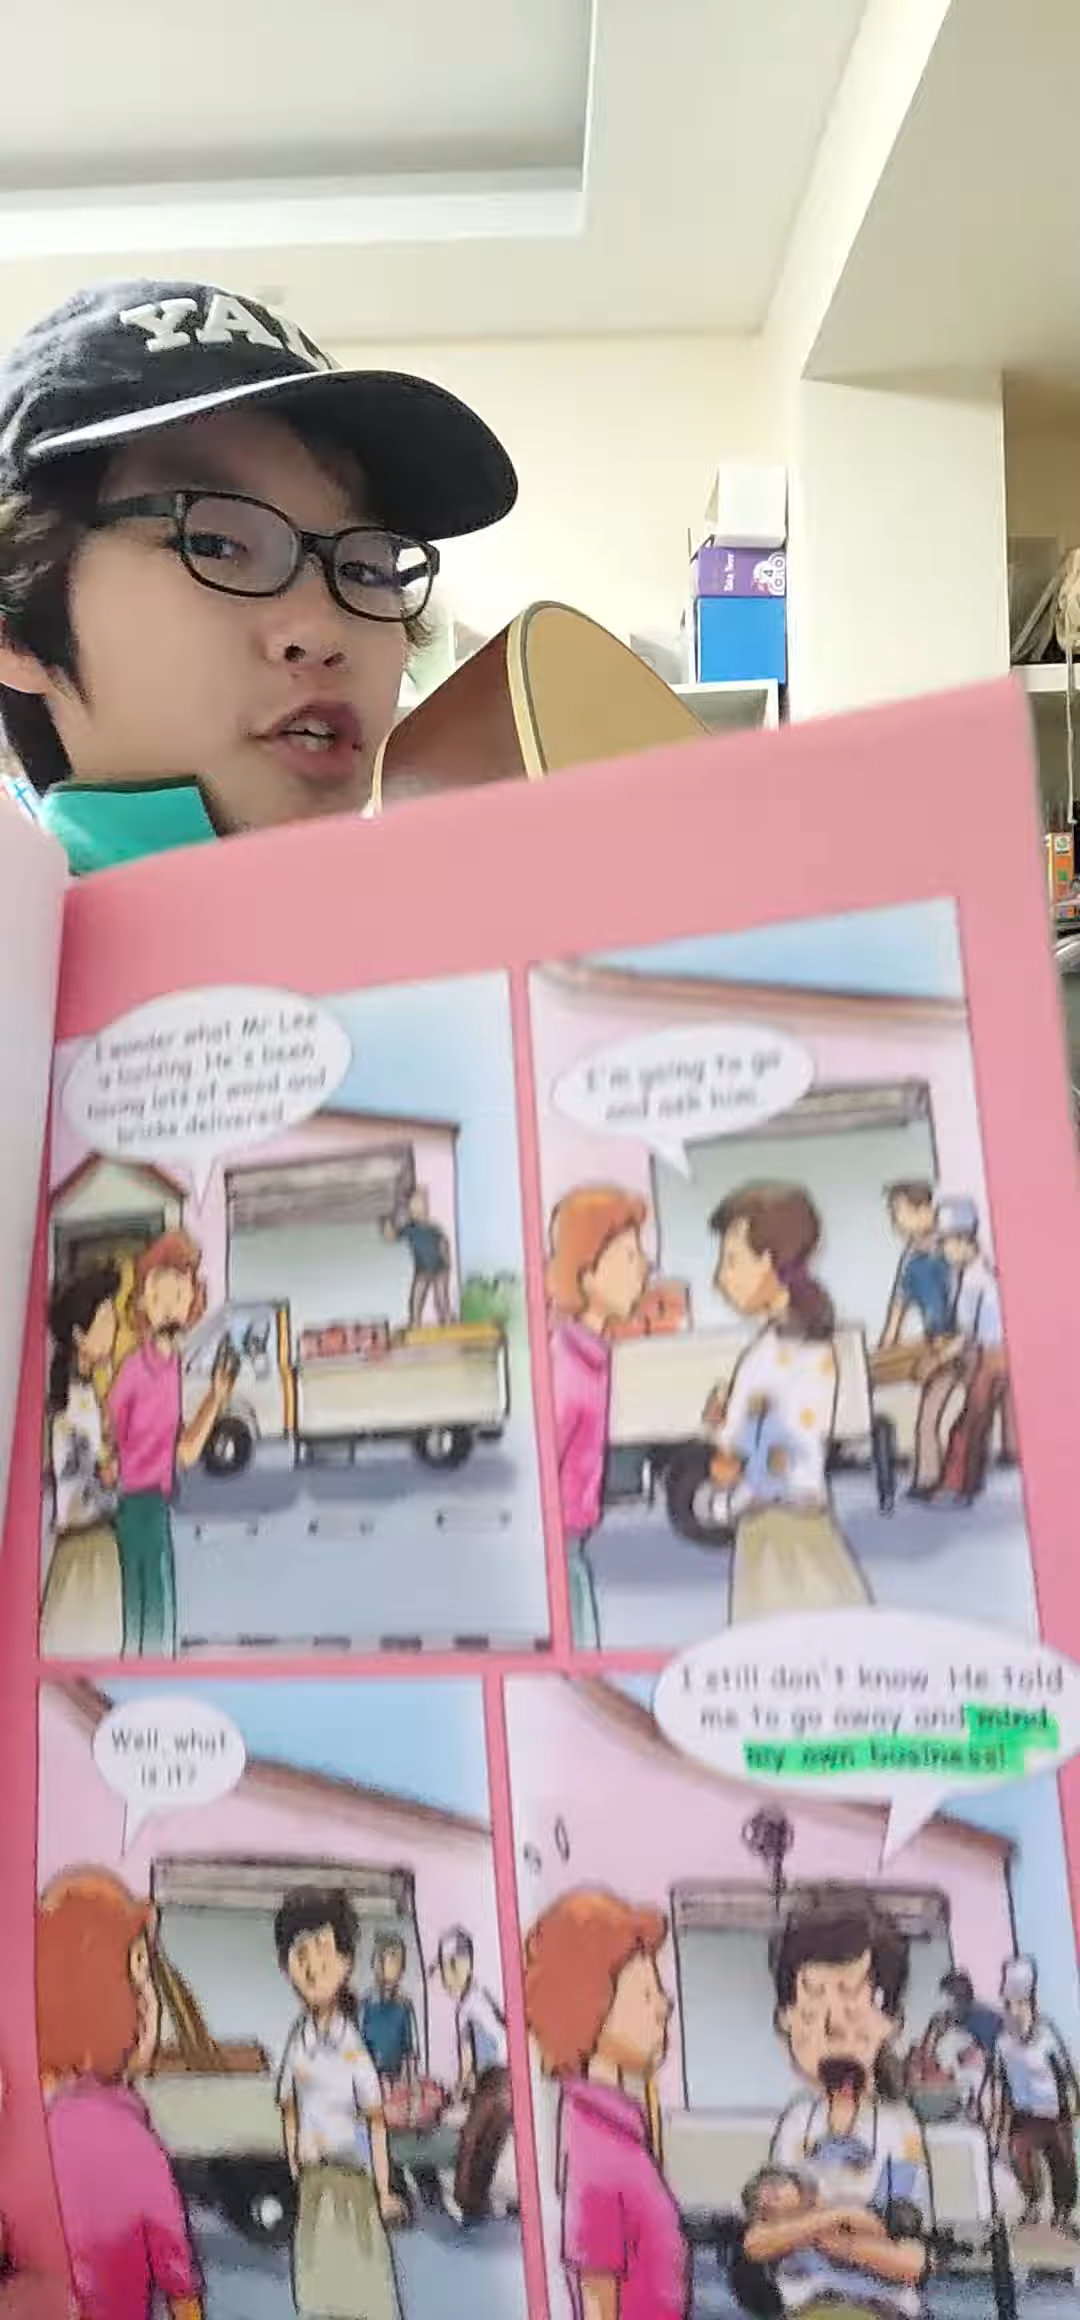 YAL
4
I wonder what Mr Lee
is building. He's been
having lots of wood and
bricks delivered.
I'm going to go
and ask him.
Well, what
is it?
I still don't know. He told
me to go away and mind
my own business!